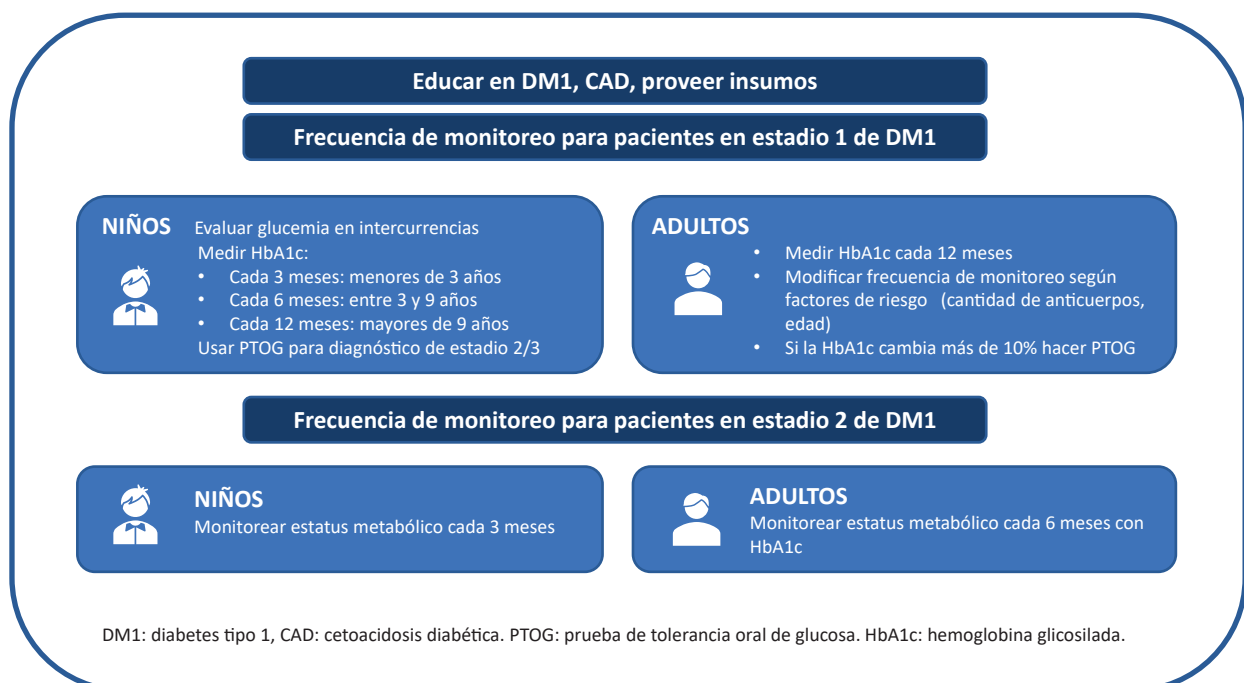 Educar en DM1, CAD, proveer insumos
Frecuencia de monitoreo para pacientes en estadio 1 de DM1
NIÑOS
Evaluar glucemia en intercurrencias
Medir HbA1c:
• Cada 3 meses: menores de 3 años
• Cada 6 meses: entre 3 y 9 años
• Cada 12 meses: mayores de 9 años
Usar PTOG para diagnóstico de estadio 2/3
ADULTOS
• Medir HbA1c cada 12 meses
• Modificar frecuencia de monitoreo según
factores de riesgo (cantidad de anticuerpos,
edad)
• Si la HbA1c cambia más de 10% hacer PTOG
Frecuencia de monitoreo para pacientes en estadio 2 de DM1
NIÑOS
Monitorear estatus metabólico cada 3 meses
ADULTOS
Monitorear estatus metabólico cada 6 meses con
HbA1c
DM1: diabetes tipo 1, CAD: cetoacidosis diabética. PTOG: prueba de tolerancia oral de glucosa. HbA1c: hemoglobina glicosilada.